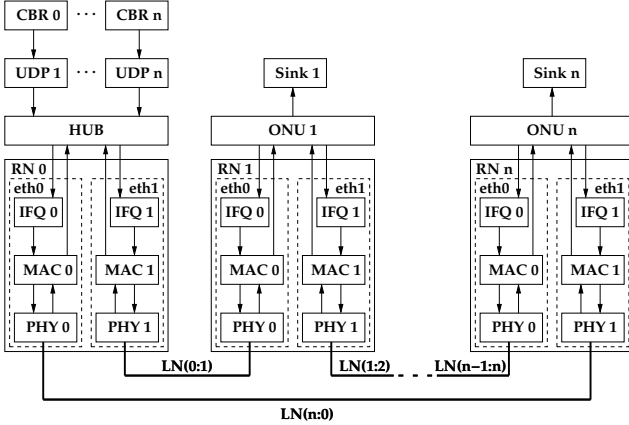 CBR 0 · · · CBR n
UDP 1 · · · UDP n Sink 1 Sink n
HUB ONU 1 ONU n
RN 0 RN 1 RN n
eth0 eth1 eth0 eth1 eth0 eth1
IFQ 0 IFQ 1 IFQ 0 IFQ 1 IFQ 0 IFQ 1
MAC 0 MAC 1 MAC 0 MAC 1 MAC 0 MAC 1
PHY 0 PHY 1 PHY 0 PHY 1 PHY 0 PHY 1
LN(0:1) LN(1:2) LN(n−1:n)
LN(n:0)